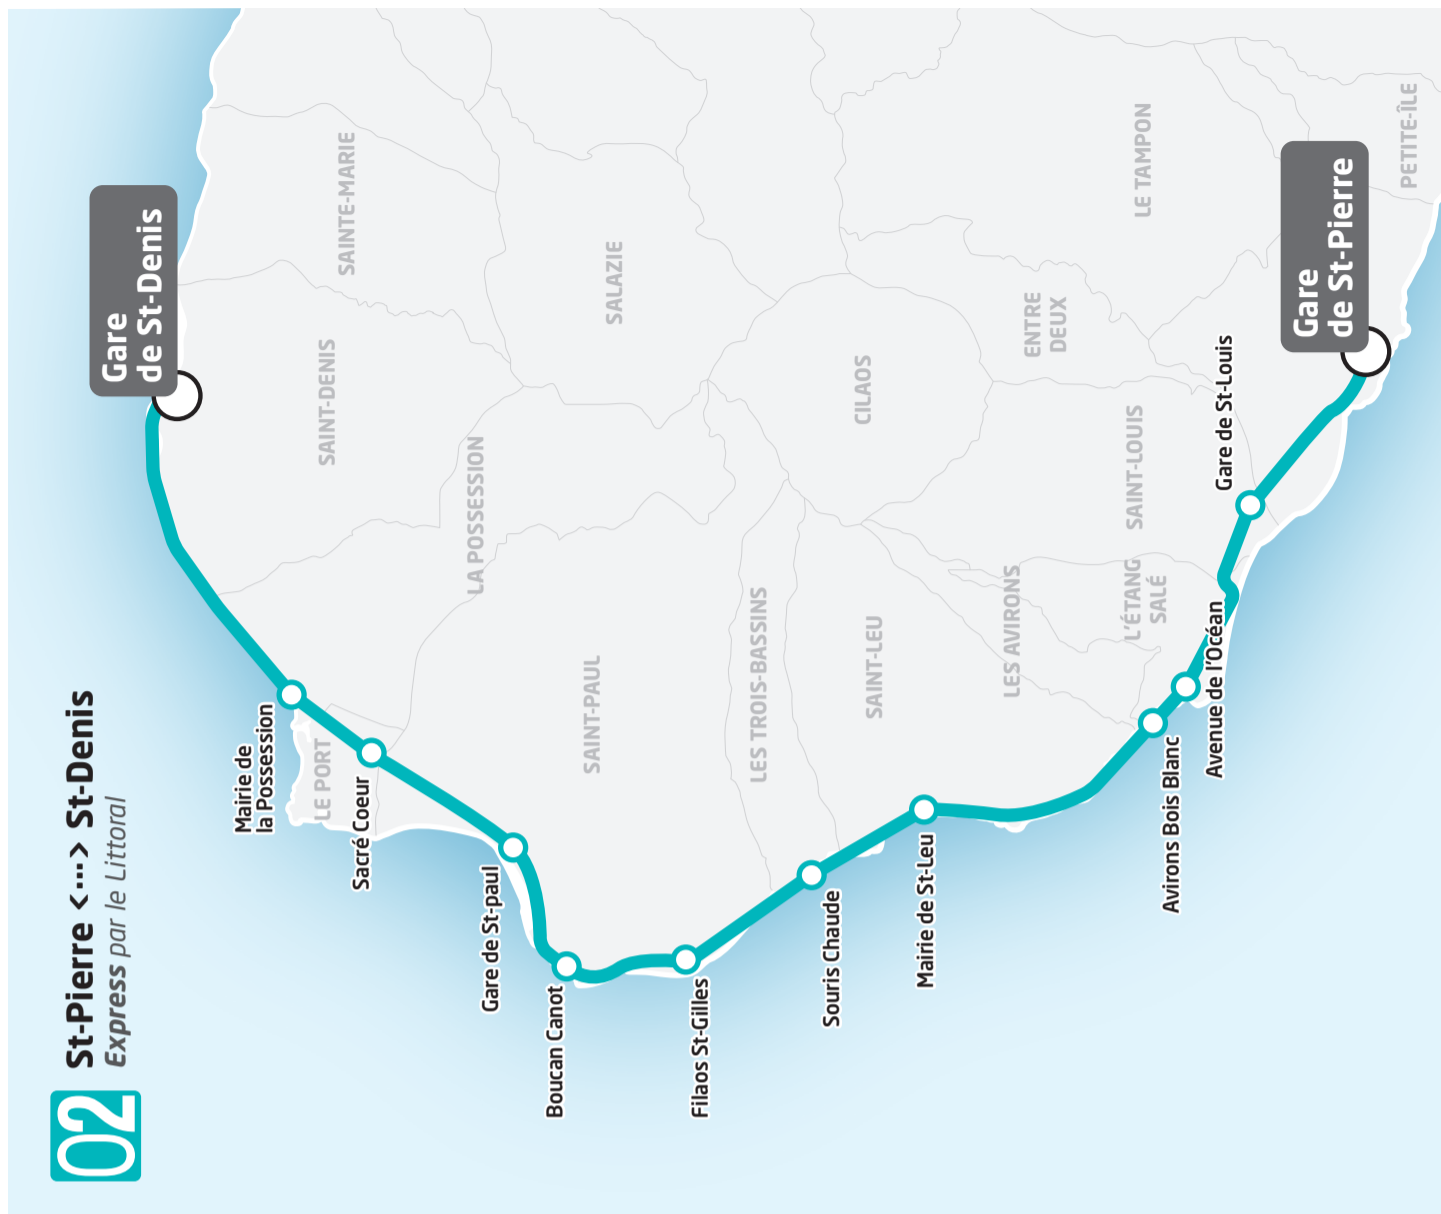 02
St-Pierre <···> St-Denis
Express par le Littoral
Gare
de St-Denis
Mairie de
la Possession
Sacré Coeur
Gare de St-paul
Boucan Canot
Filaos St-Gilles
Souris Chaude
Mairie de St-Leu
Avirons Bois Blanc
Avenue de l'Océan
Gare de St-Louis
Gare
de St-Pierre
SAINTE-MARIE
SAINT-DENIS
LA POSSESSION
LE PORT
SALAZIE
SAINT-PAUL
LES TROIS-BASSINS
CILAOS
SAINT-LEU
LES AVIRONS
ENTRE
DEUX
L'ÉTANG
SALÉ
SAINT-LOUIS
LE TAMPON
PETITE-ÎLE